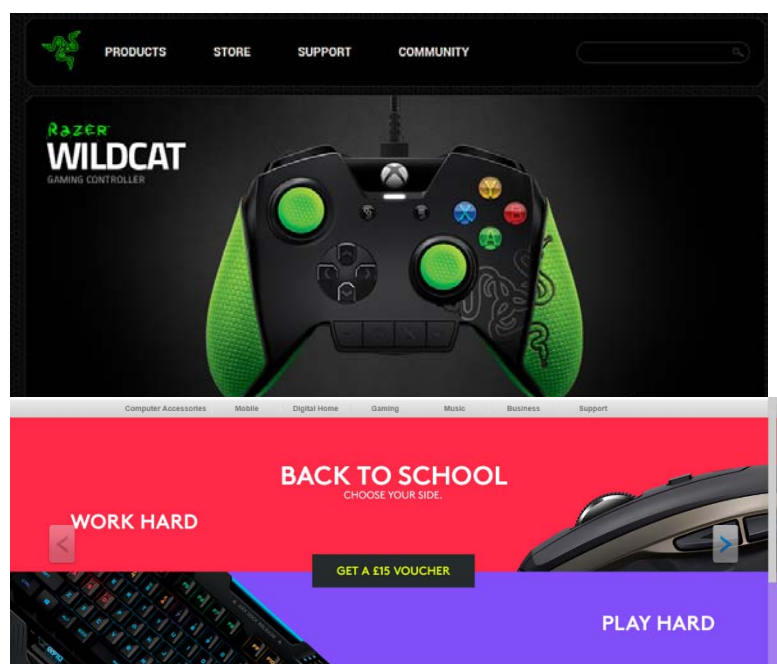 PRODUCTS STORE SUPPORT COMMUNITY
RAZER
WILDCAT
GAMING CONTROLLER
Y
X B
A
Computer Accessories Mobile Digital Home Gaming Music Business Support
BACK TO SCHOOL
CHOOSE YOUR SIDE.
WORK HARD
GET A £15 VOUCHER
PLAY HARD